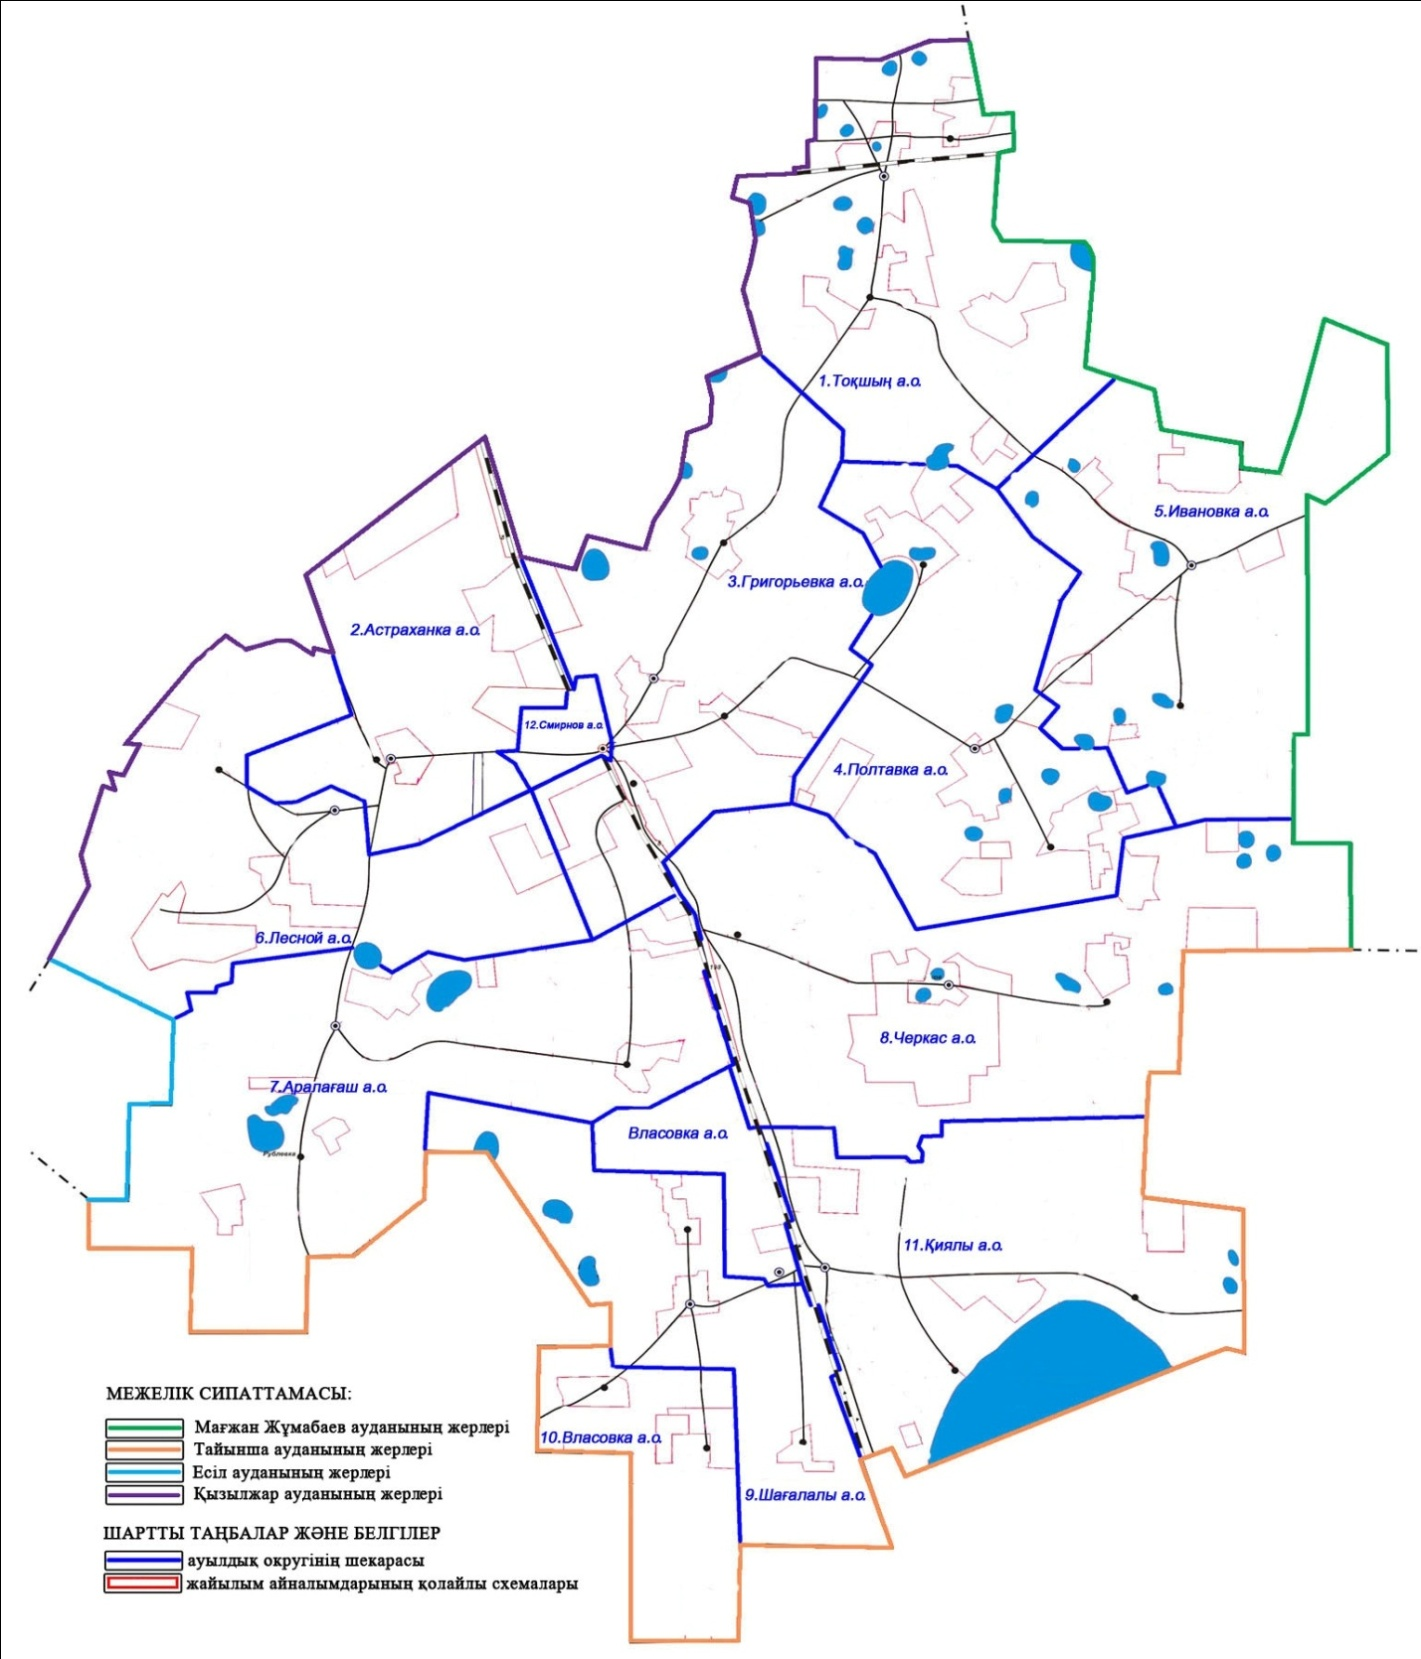 1.Тоқшың а.о.
5.Ивановка а.о.
3.Григорьевка а.о.
2.Астраханка а.о.
12.Смирнов а.о.
4.Полтавка а.о.
6.Лесной а.о.
8.Черкас а.о.
7.Аралағаш а.о.
Власовка а.о.
Рублевка
11.Қиялы а.о.
10.Власовка а.о.
9.Шағалалы а.о.
МЕЖЕЛІК СИПАТТАМАСЫ:
Мағжан Жұмабаев ауданының жерлері
Тайынша ауданының жерлері
Есіл ауданының жерлері
Қызылжар ауданының жерлері
ШАРТТЫ ТАҢБАЛАР ЖӘНЕ БЕЛГІЛЕР
ауылдық округінің шекарасы
жайылым айналымдарының қолайлы схемалары